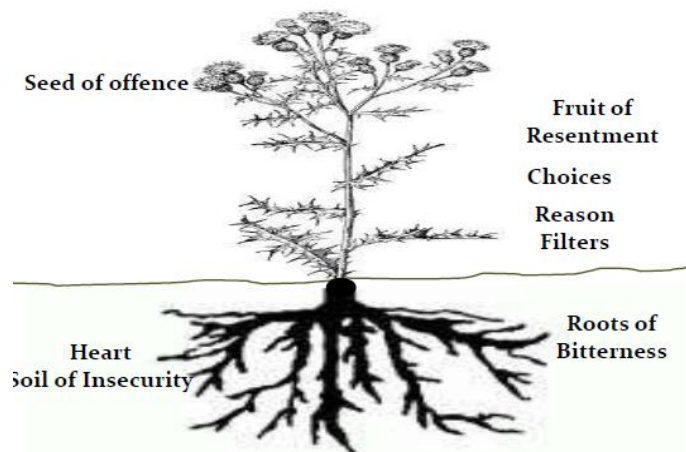 Seed of offence
Fruit of
Resentment
Choices
Reason
Filters
Heart
Soil of Insecurity
Roots of
Bitterness